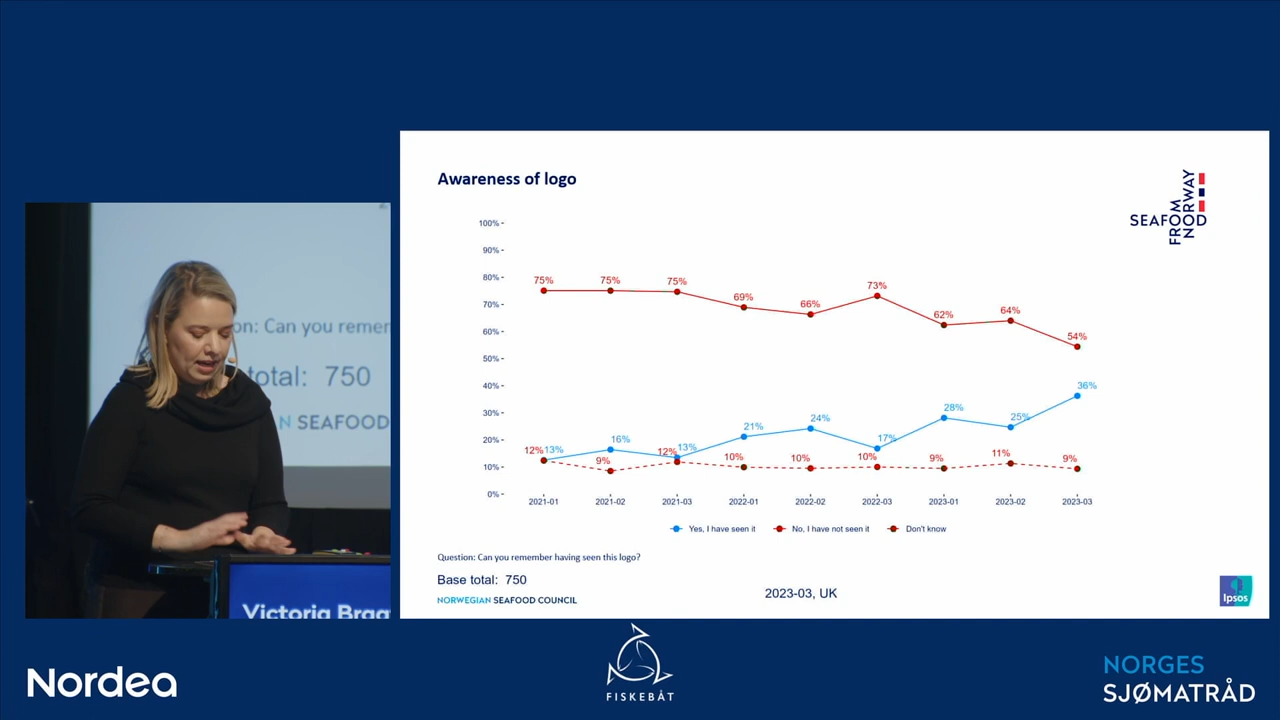 Awareness of logo
SEAFOOD
FROM
NORWAY
100%
90%
80%
70%
60%
50%
40%
30%
20%
10%
0%
75% 75% 75% 69% 66% 73% 62% 64% 54%
13% 16% 13% 21% 24% 17% 28% 25% 36%
12% 9% 12% 10% 10% 10% 9% 11% 9%
2021-01 2021-02 2021-03 2022-01 2022-02 2022-03 2023-01 2023-02 2023-03
Yes, I have seen it No, I have not seen it Don't know
Question: Can you remember having seen this logo?
Base total: 750
2023-03, UK
NORWEGIAN SEAFOOD COUNCIL
Ipsos
on: Can you remer
total: 750
N SEAFOOD
Victoria Braa
Nordea
FISKEBÅT
NORGES
SJØMATRÅD